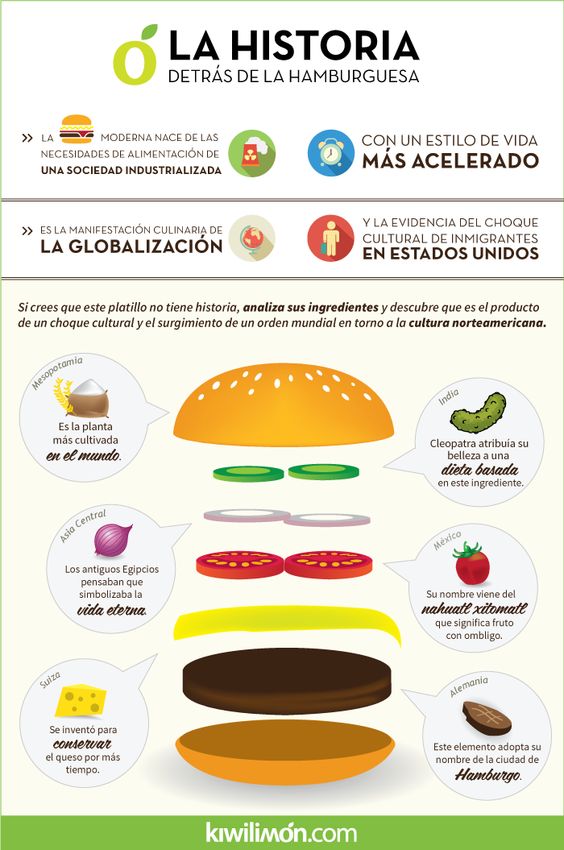 LA HISTORIA
DETRÁS DE LA HAMBURGUESA
>> LA MODERNA NACE DE LAS
NECESIDADES DE ALIMENTACIÓN DE
UNA SOCIEDAD INDUSTRIALIZADA
CON UN ESTILO DE VIDA
MÁS ACELERADO
>> ES LA MANIFESTACIÓN CULINARIA DE
LA GLOBALIZACIÓN
Y LA EVIDENCIA DEL CHOQUE
CULTURAL DE INMIGRANTES
EN ESTADOS UNIDOS
Si crees que este platillo no tiene historia, analiza sus ingredientes y descubre que es el producto
de un choque cultural y el surgimiento de un orden mundial en torno a la cultura norteamericana.
Mesopotamia
Es la planta
más cultivada
en el mundo.
India
Cleopatra atribuía su
belleza a una
dieta basada
en este ingrediente.
Asia Central
Los antiguos Egipcios
pensaban que
simbolizaba la
vida eterna.
México
Su nombre viene del
nahuatl xitomatl
que significa fruto
con ombligo.
Suiza
Se inventó para
conservar
el queso por más
tiempo.
Alemania
Este elemento adopta su
nombre de la ciudad de
Hamburgo.
kiwilimón.com